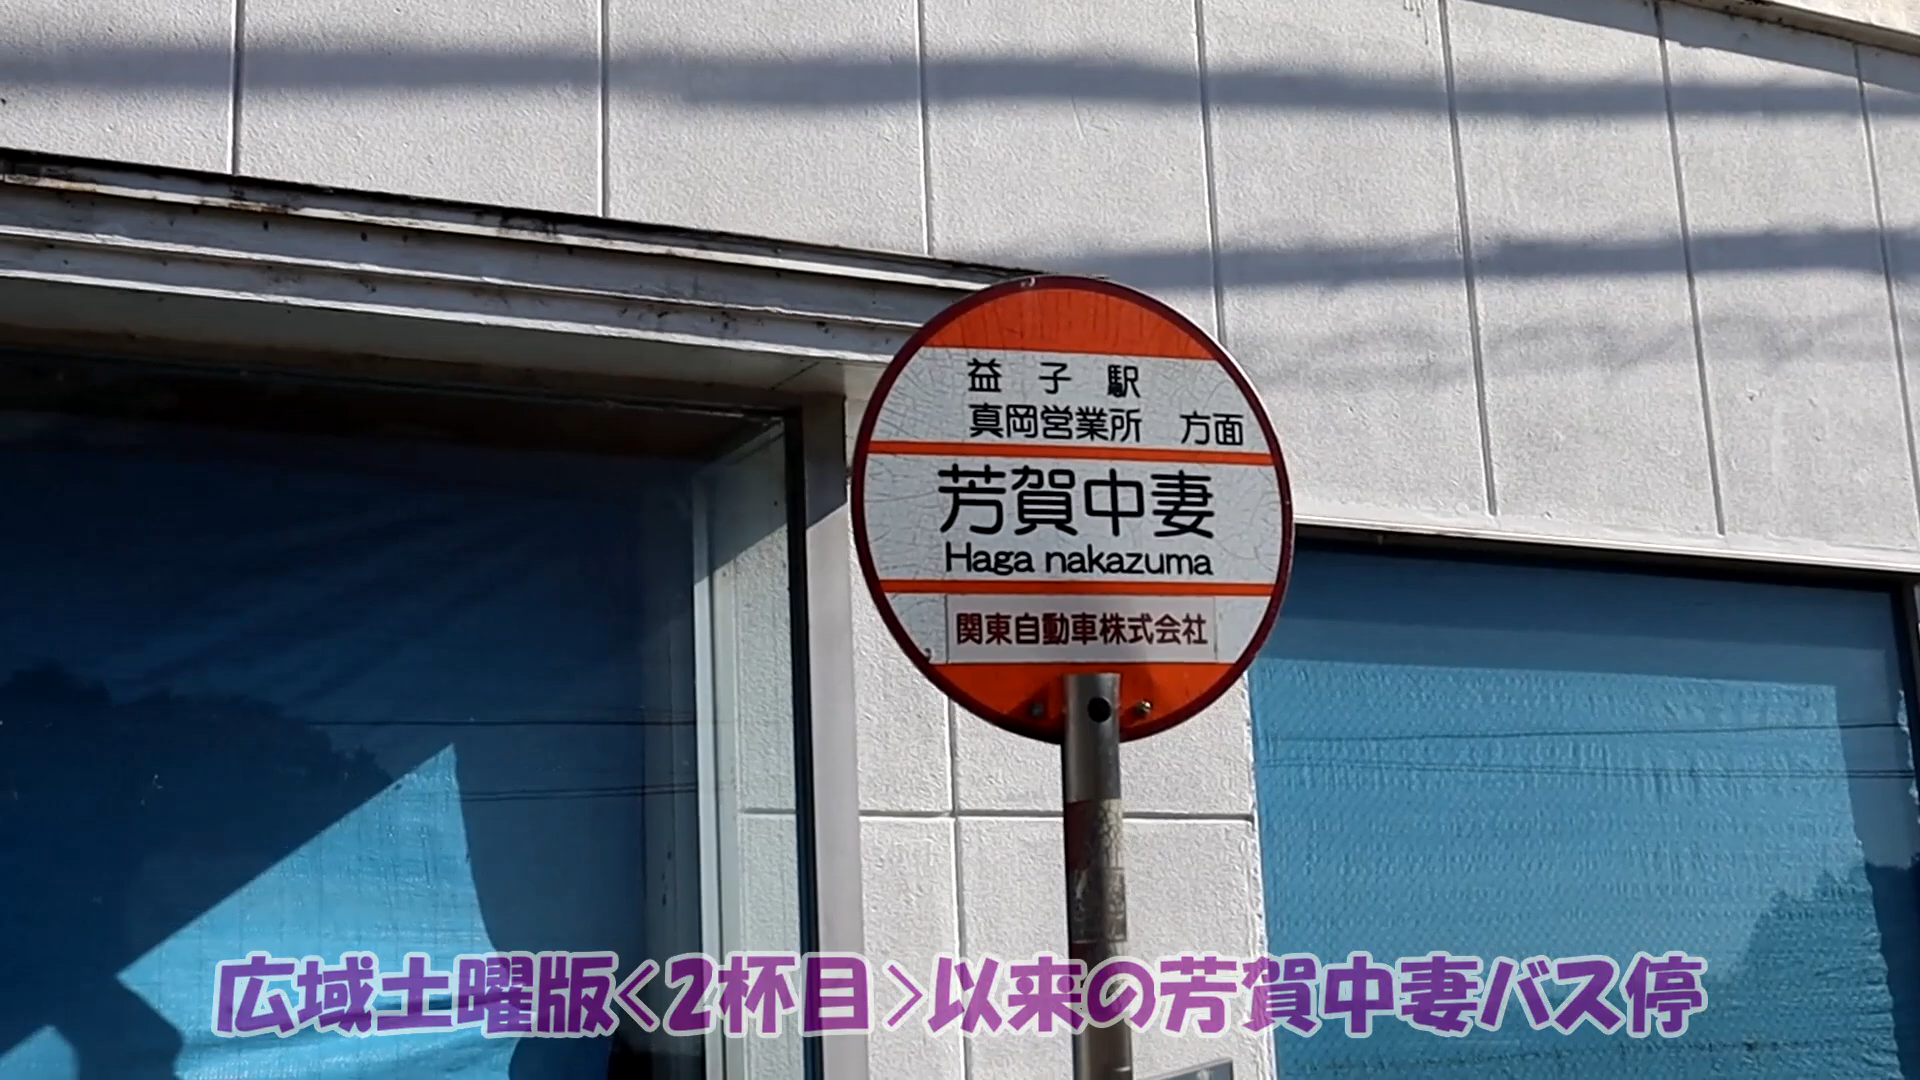 益子駅
真岡営業所 方面
芳賀中妻
Haga nakazuma
関東自動車株式会社
広域土曜版<2杯目>以来の芳賀中妻バス停